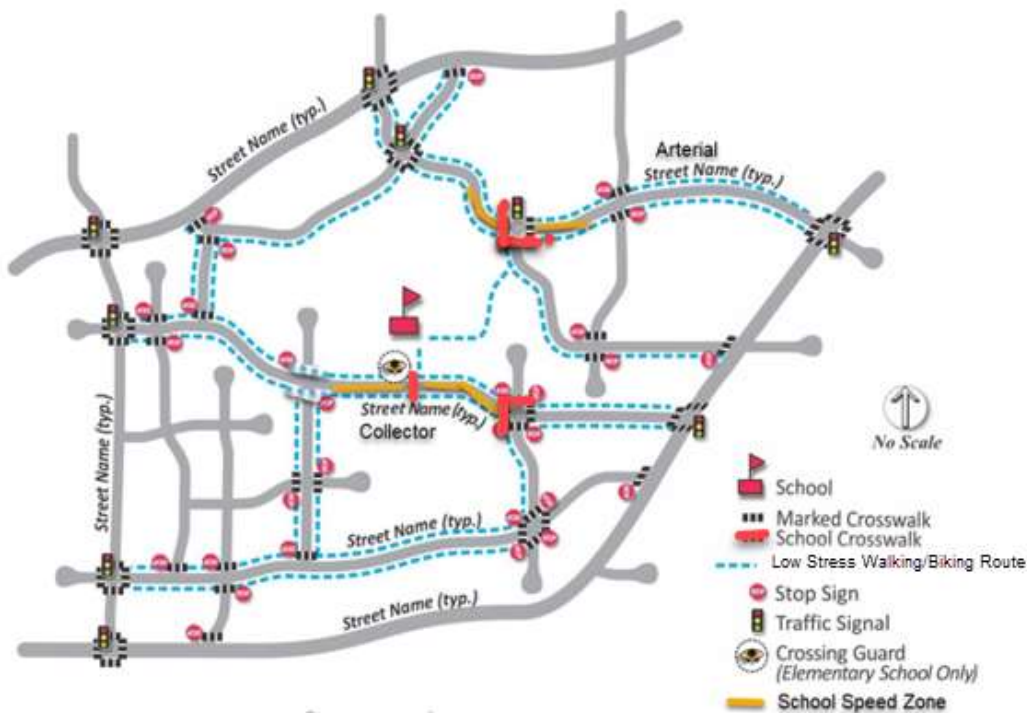 Street Name (typ.)
Arterial
Street Name (typ.)
Street Name (typ.)
Collector
Street Name (typ.)
Street Name (typ.)
Street Name (typ.)
No Scale
School
Marked Crosswalk
School Crosswalk
Low Stress Walking/Biking Route
STOP Stop Sign
Traffic Signal
Crossing Guard
(Elementary School Only)
School Speed Zone